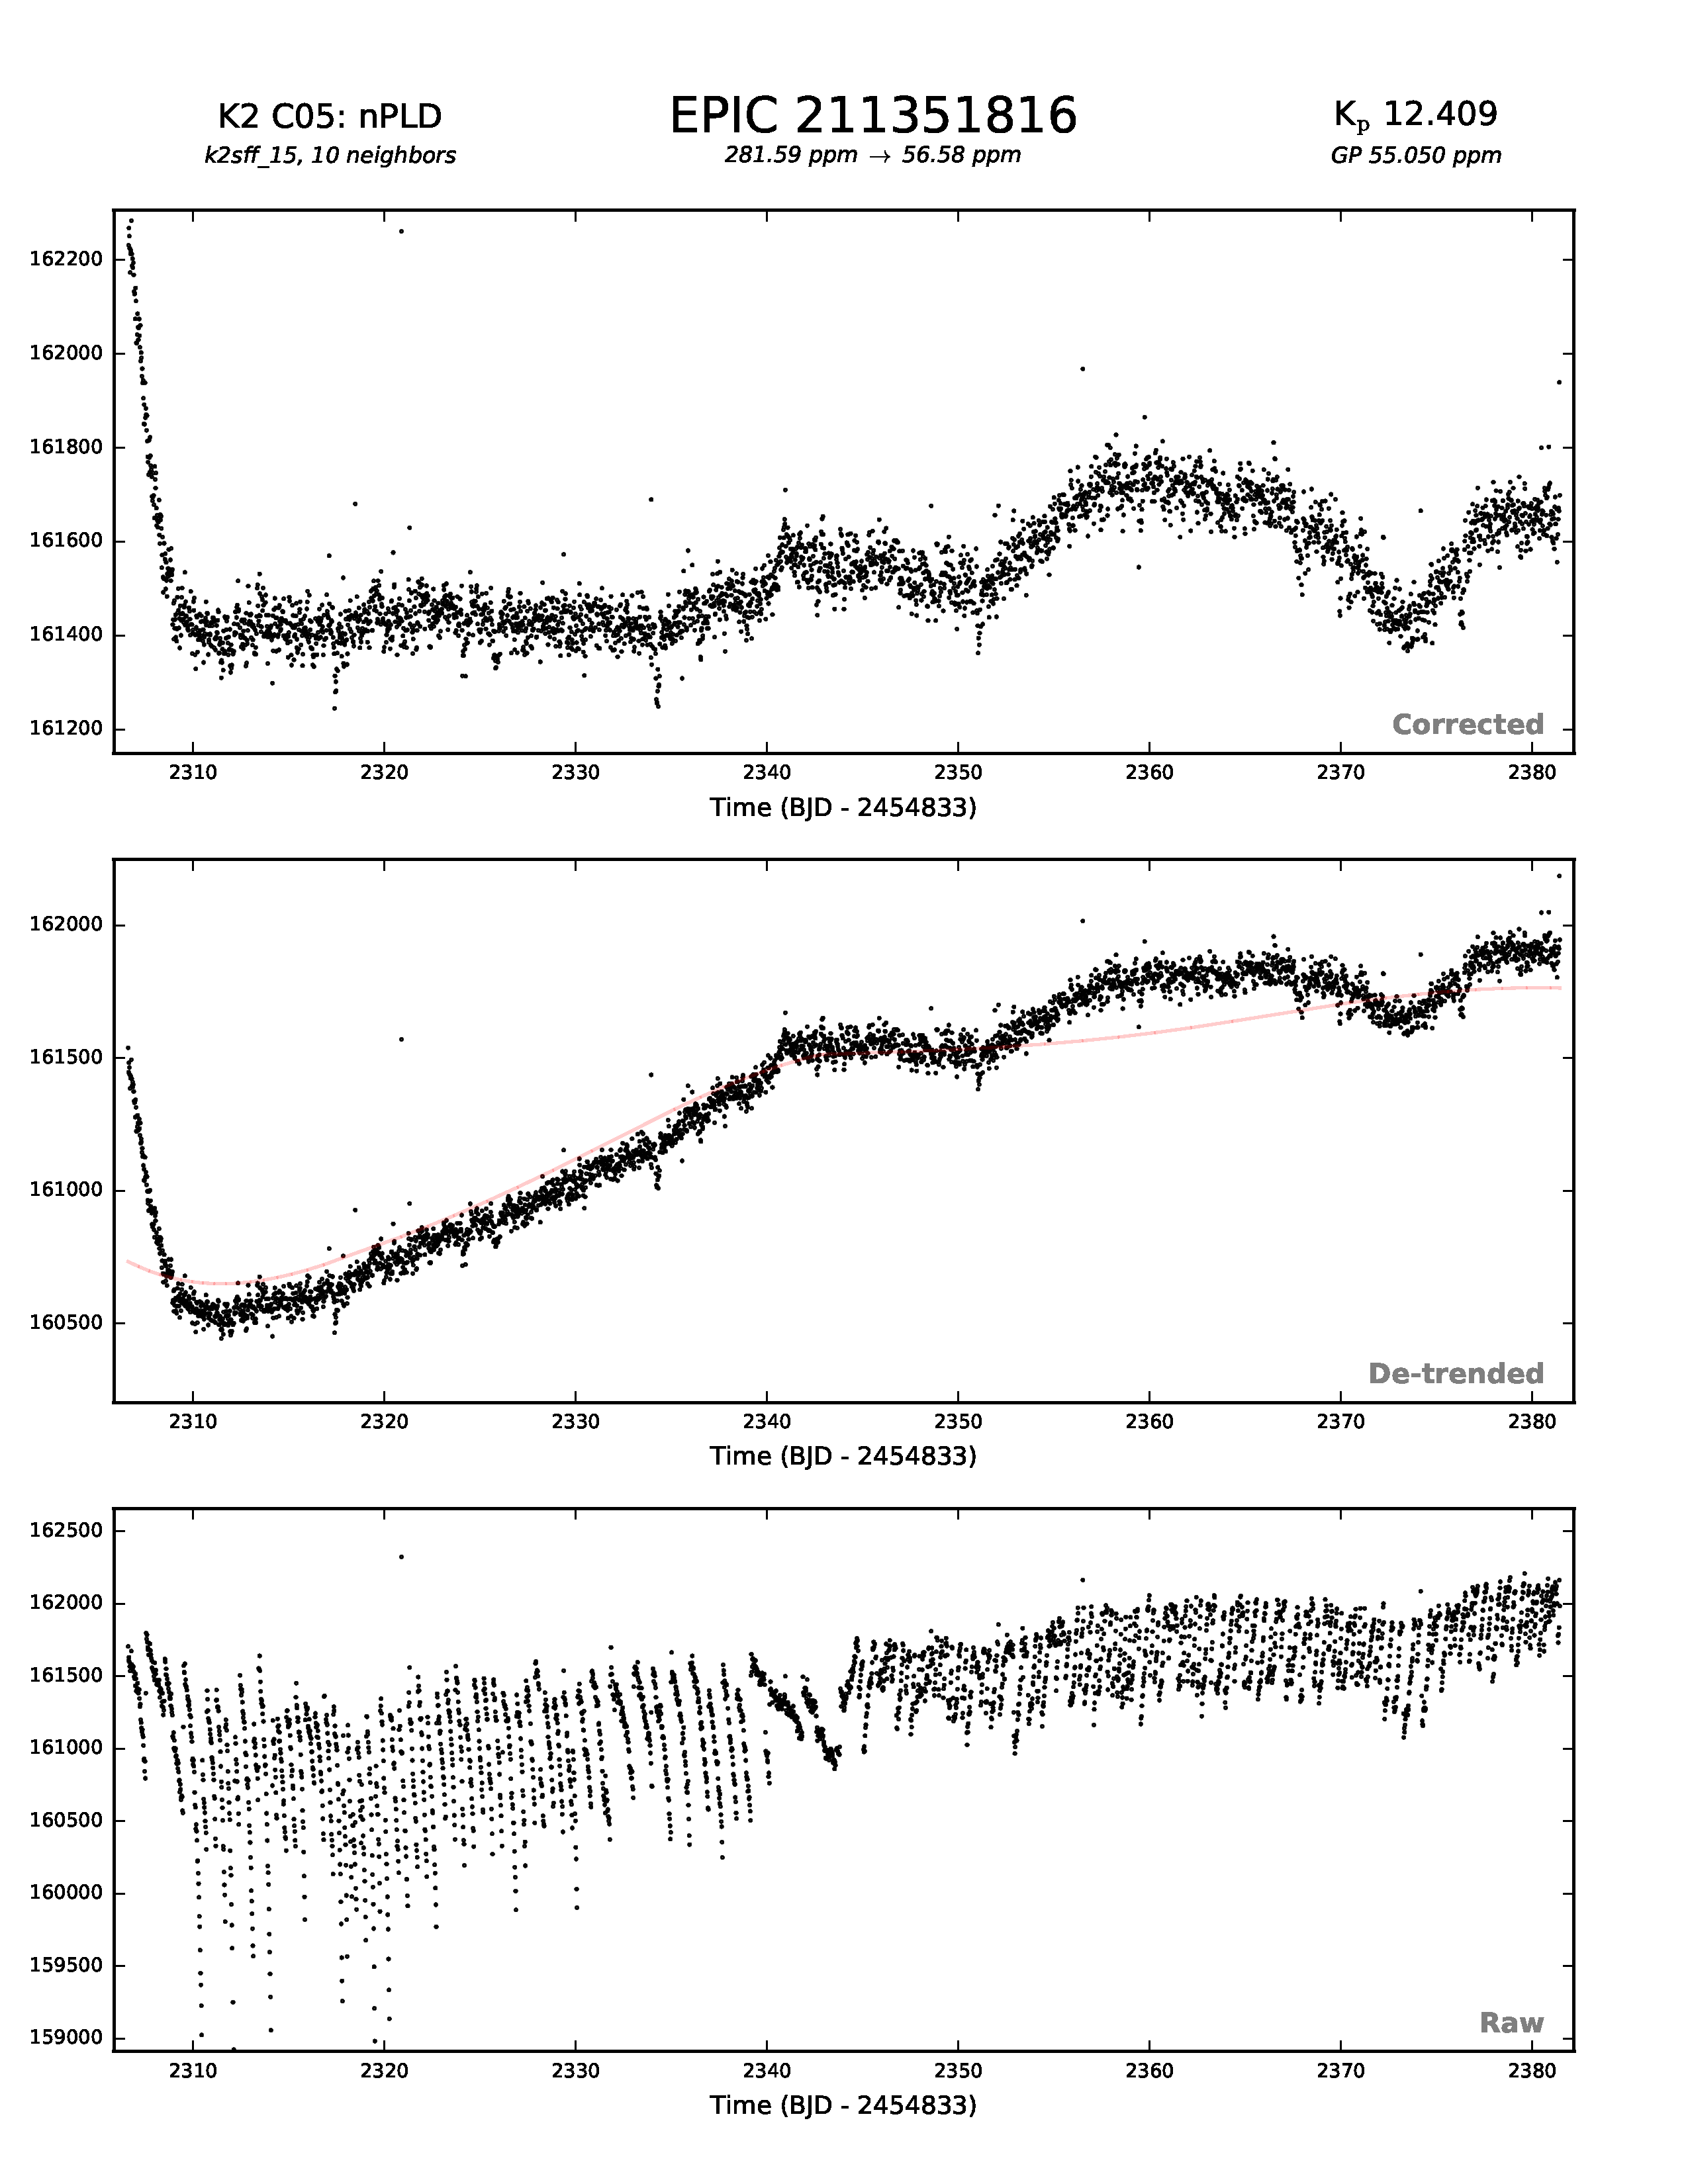 K2 C05: nPLD EPIC 211351816 Kp 12.409
k2sff_15, 10 neighbors 281.59 ppm → 56.58 ppm GP 55.050 ppm
162200
162000
161800
161600
161400
161200
Corrected
2310 2320 2330 2340 2350 2360 2370 2380
Time (BJD - 2454833)
162000
161500
161000
160500
De-trended
2310 2320 2330 2340 2350 2360 2370 2380
Time (BJD - 2454833)
162500
162000
161500
161000
160500
160000
159500
159000
Raw
2310 2320 2330 2340 2350 2360 2370 2380
Time (BJD - 2454833)